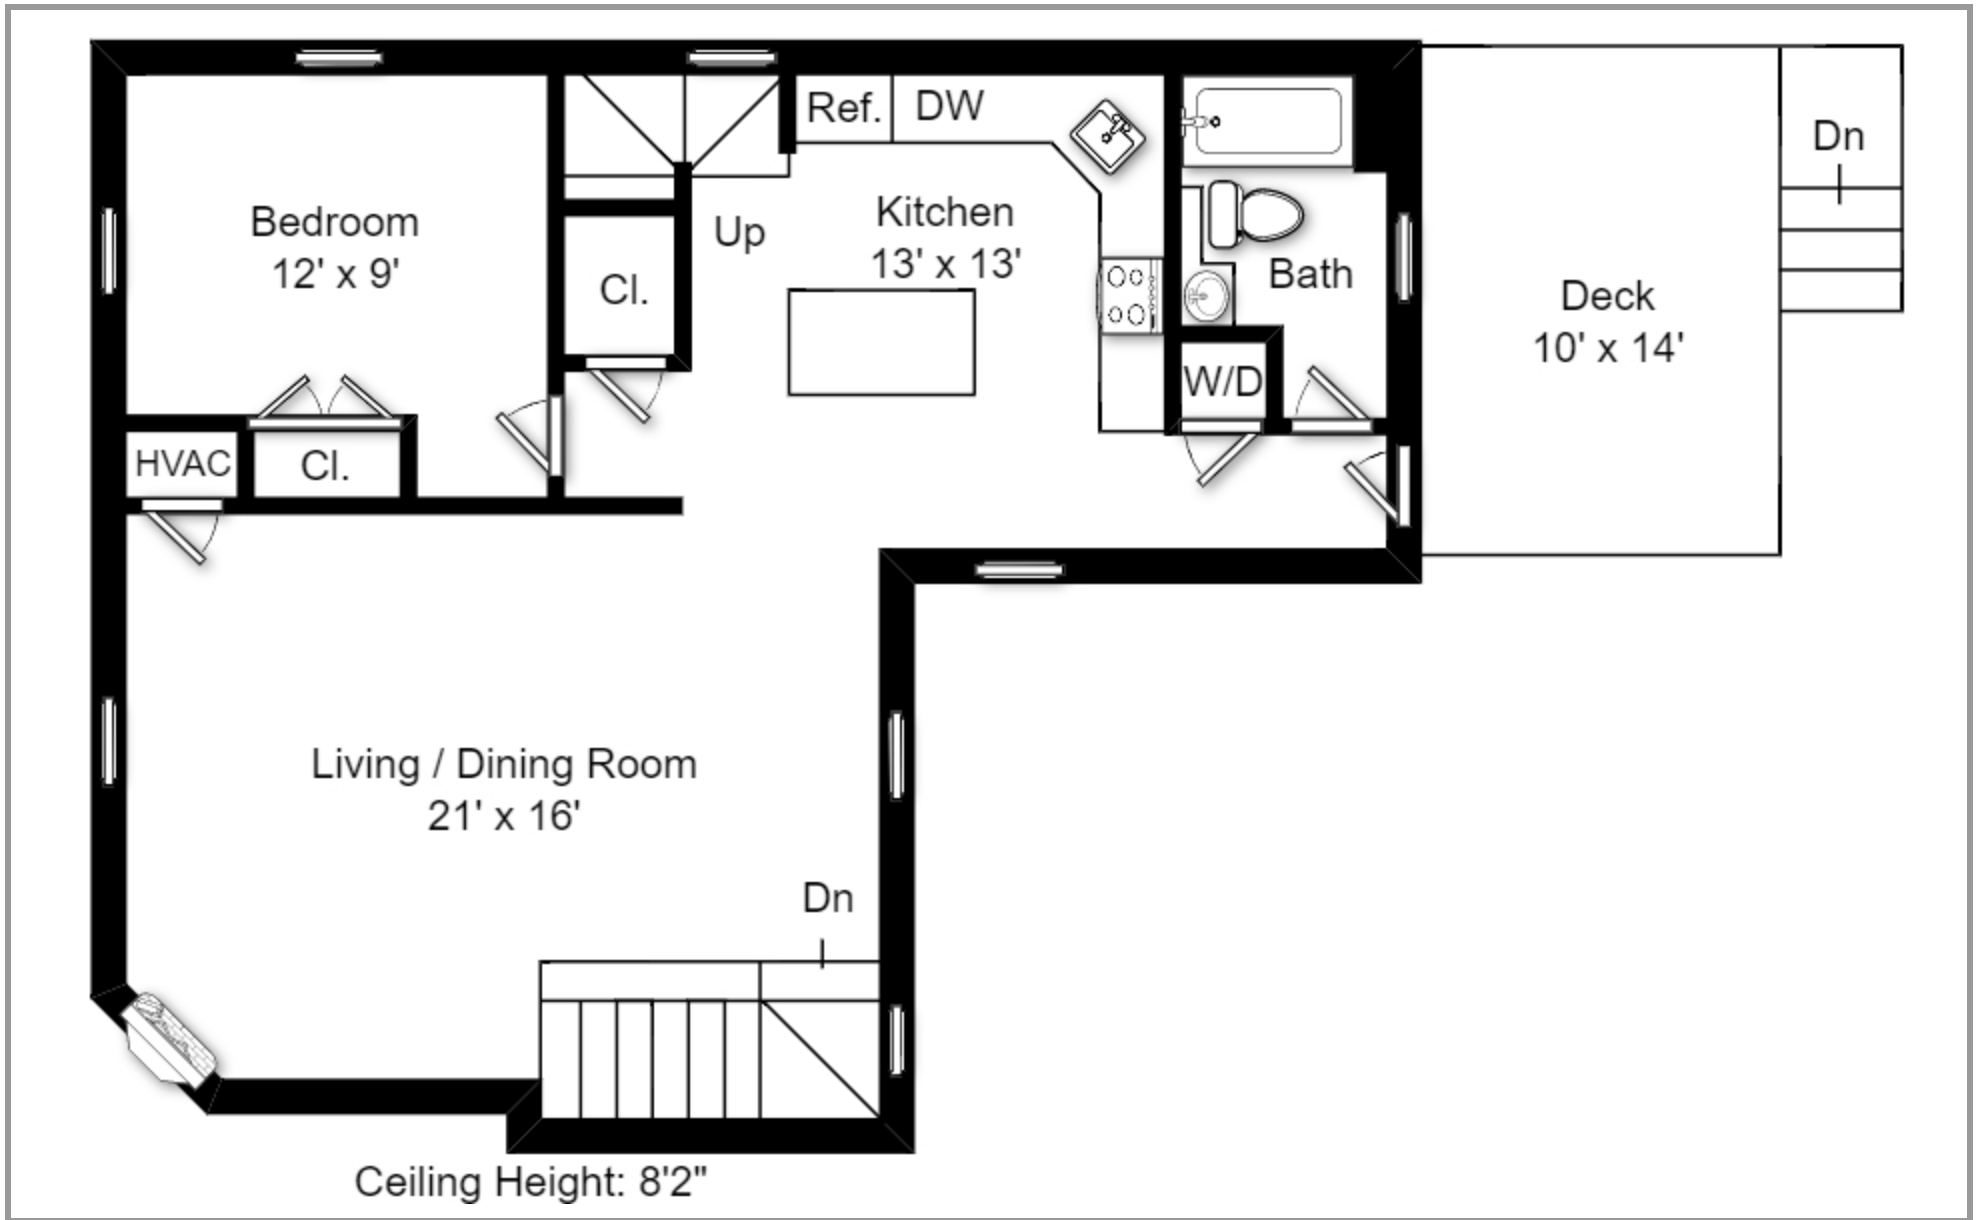 Ref.
DW
Dn
Bedroom
12' x 9'
Up
Kitchen
13' x 13'
Cl.
Bath
Deck
10' x 14'
W/D
HVAC
Cl.
Living / Dining Room
21' x 16'
Dn
Ceiling Height: 8'2"